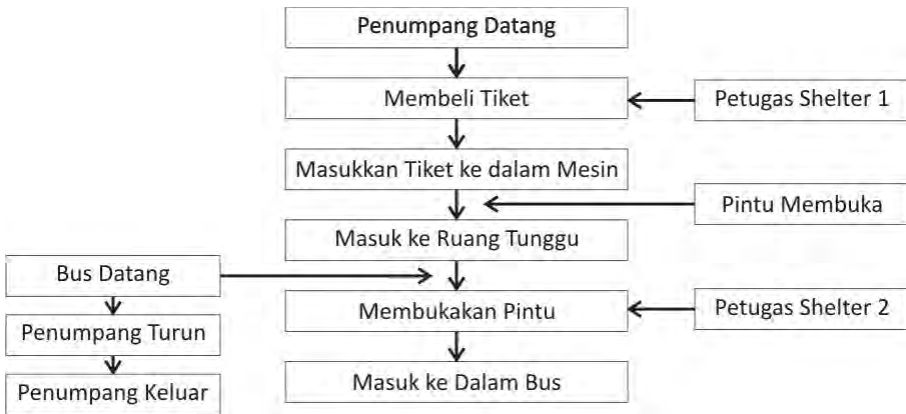 Penumpang Datang
Membeli Tiket
Petugas Shelter 1
Masukkan Tiket ke dalam Mesin
Pintu Membuka
Masuk ke Ruang Tunggu
Bus Datang
Membukakan Pintu
Petugas Shelter 2
Penumpang Turun
Masuk ke Dalam Bus
Penumpang Keluar